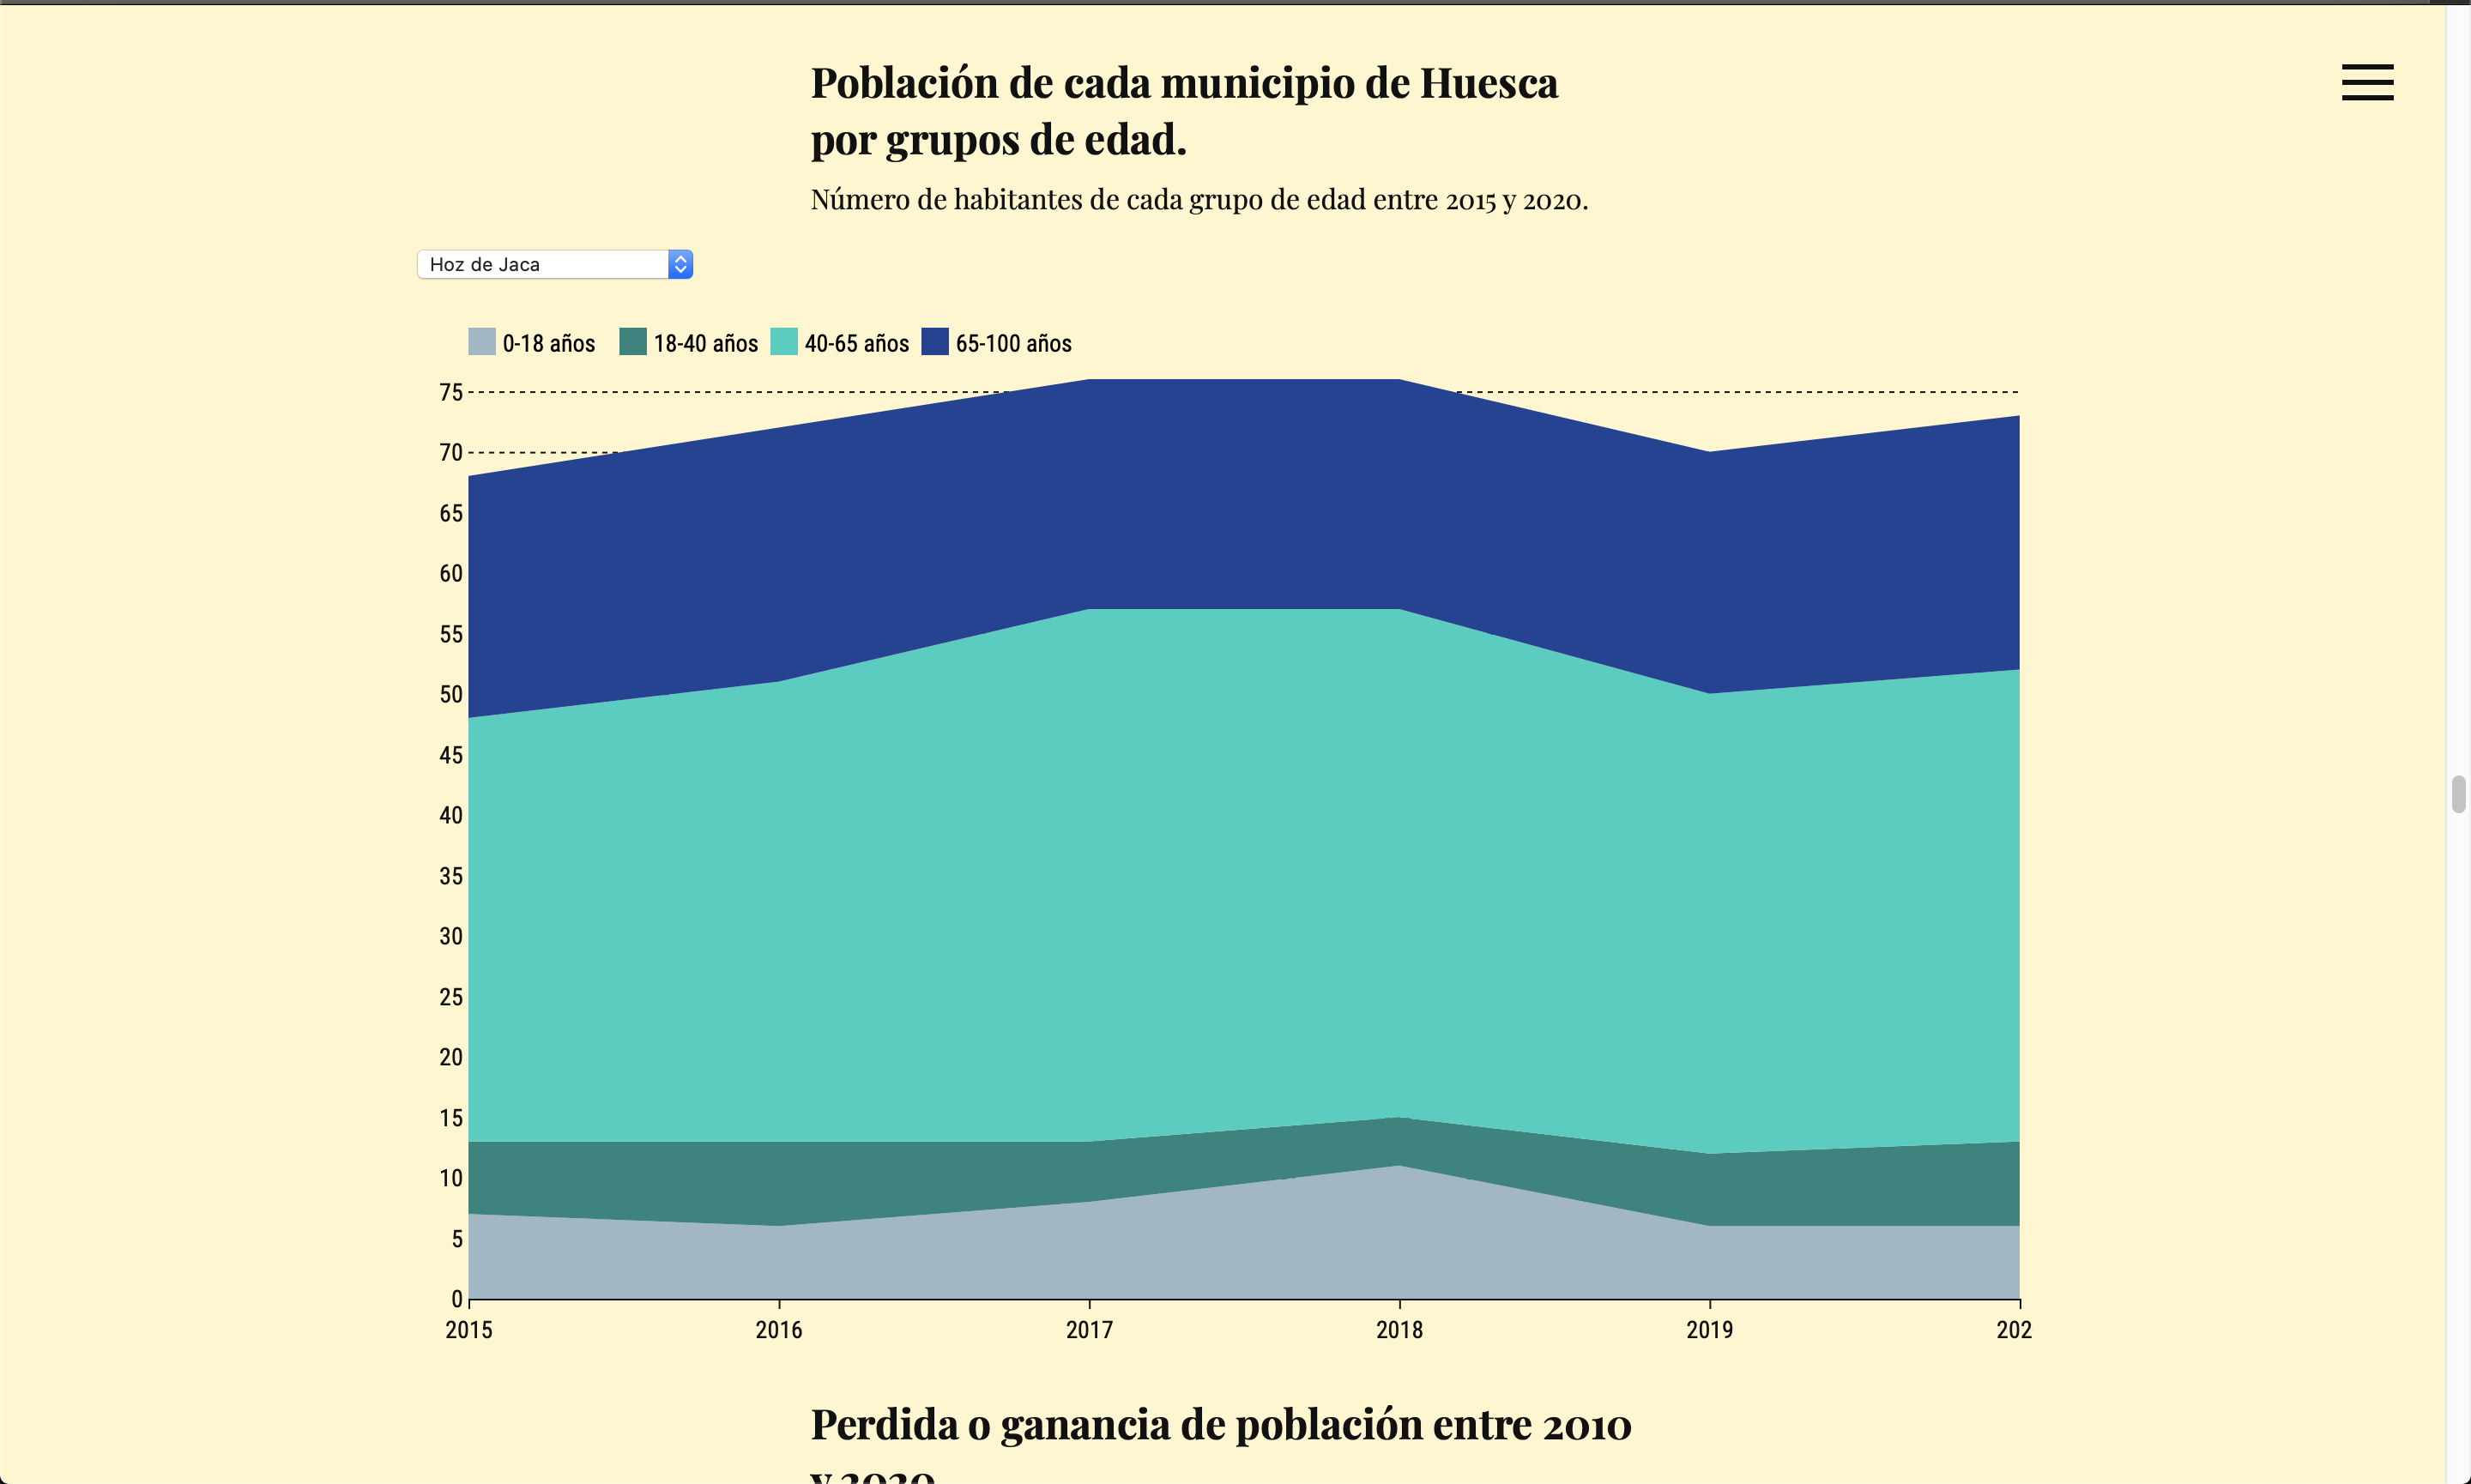 Población de cada municipio de Huesca
por grupos de edad.
Número de habitantes de cada grupo de edad entre 2015 y 2020.
Hoz de Jaca
0-18 años 18-40 años 40-65 años 65-100 años
75
70
65
60
55
50
45
40
35
30
25
20
15
10
5
0
2015 2016 2017 2018 2019 202
Perdida o ganancia de población entre 2010
y 2020